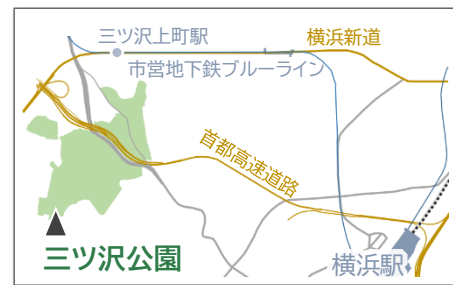 三ツ沢上町駅
横浜新道
市営地下鉄ブルーライン
首都高速道路
三ツ沢公園
横浜駅